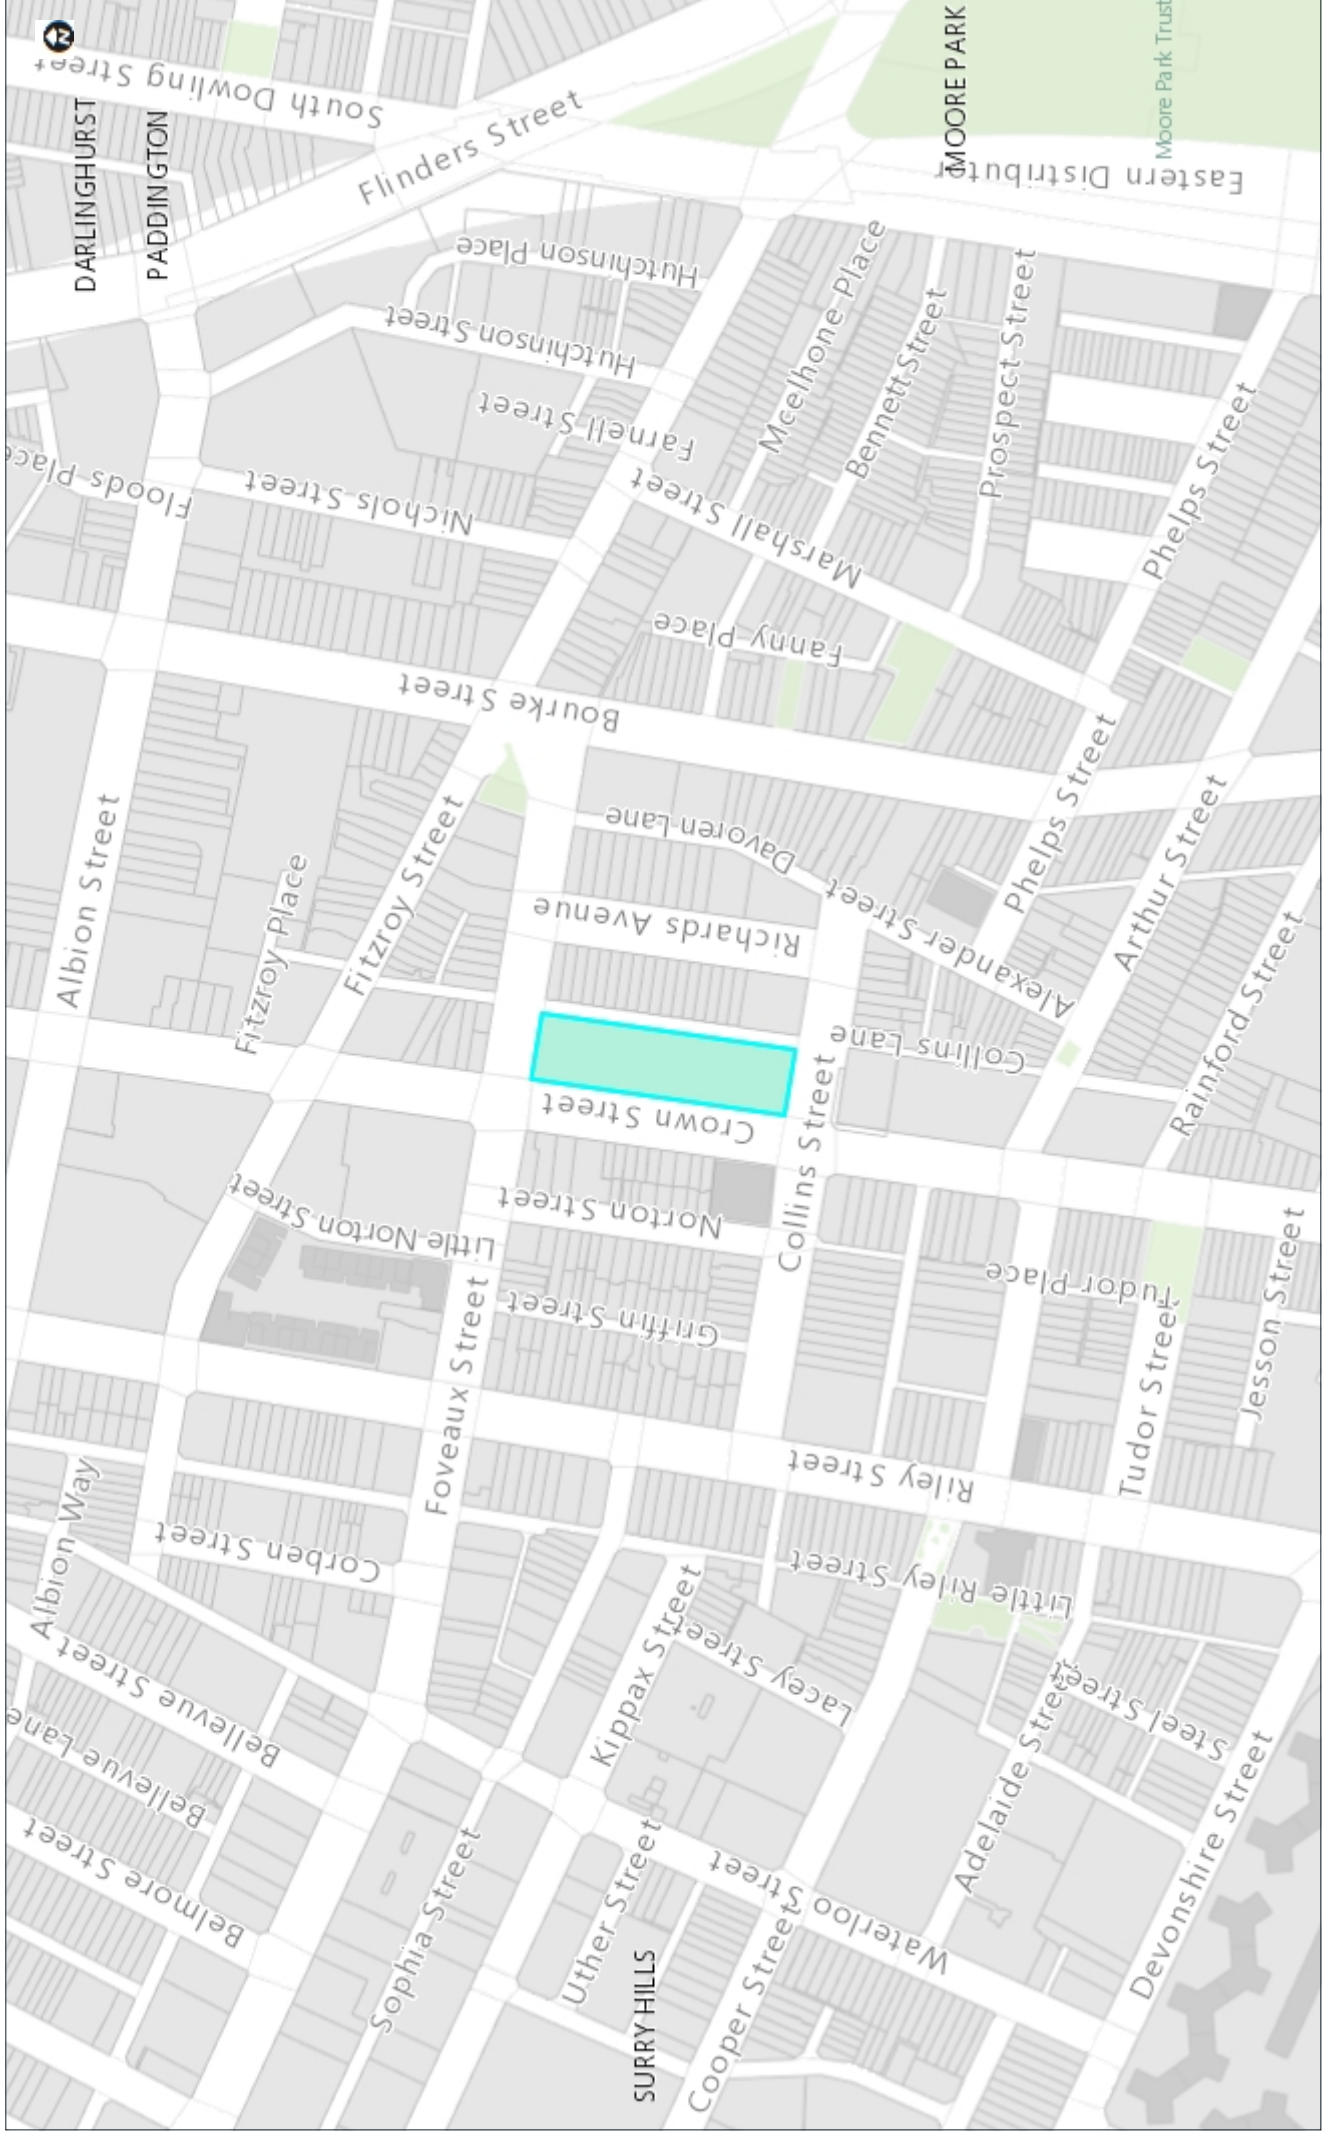 N
South Dowling Street
DARLINGHURST
PADDINGTON
Flinders Street
MOORE PARK
Moore Park Trust
Eastern Distributor
Hutchinson Place
Hutchinson Street
Farnell Street
Mcelhone Place
Bennett Street
Prospect Street
Phelps Street
Floods Place
Nichols Street
Marshall Street
Fanny Place
Bourke Street
Albion Street
Fitzroy Place
Fitzroy Street
Davoren Lane
Richards Avenue
Alexander Street
Phelps Street
Arthur Street
Rainford Street
Collins Lane
Crown Street
Collins Street
Norton Street
Little Norton Street
Griffin Street
Foveaux Street
Tudor Place
Tudor Street
Jesson Street
Riley Street
Albion Way
Corben Street
Little Riley Street
Kippax Street
Lacey Street
Steel Street
Adelaide Street
Devonshire Street
Bellevue Street
Bellevue Lane
Belmore Street
Sophia Street
Uther Street
Waterloo Street
SURRY HILLS
Cooper Street